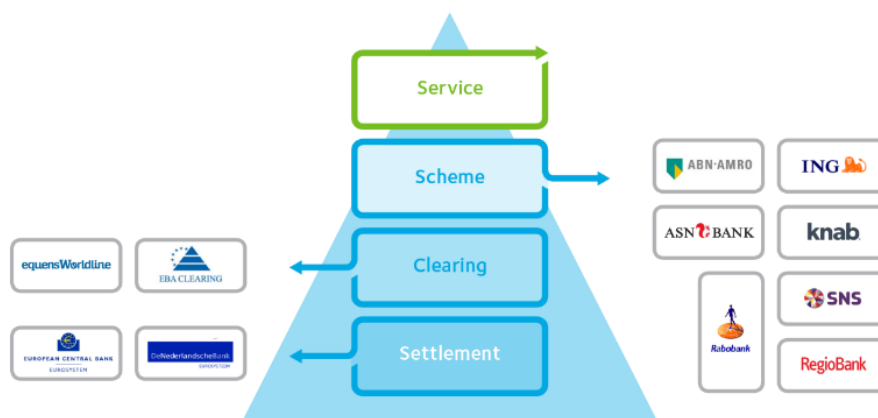 Service
Scheme
Clearing
Settlement
equensWorldline
EBA CLEARING
EUROPEAN CENTRAL BANK
EUROSYSTEM
DeNederlandscheBank
EUROSYSTEEM
ABN·AMRO
ING
ASN BANK
knab.
Rabobank
SNS
RegioBank